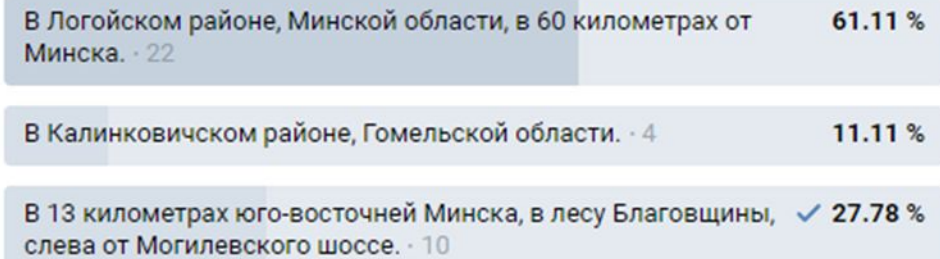 В Логойском районе, Минской области, в 60 километрах от 61.11 %
Минска. · 22
В Калинковичском районе, Гомельской области. · 4 11.11 %
В 13 километрах юго-восточней Минска, в лесу Благовщины, 27.78 %
слева от Могилевского шоссе. · 10